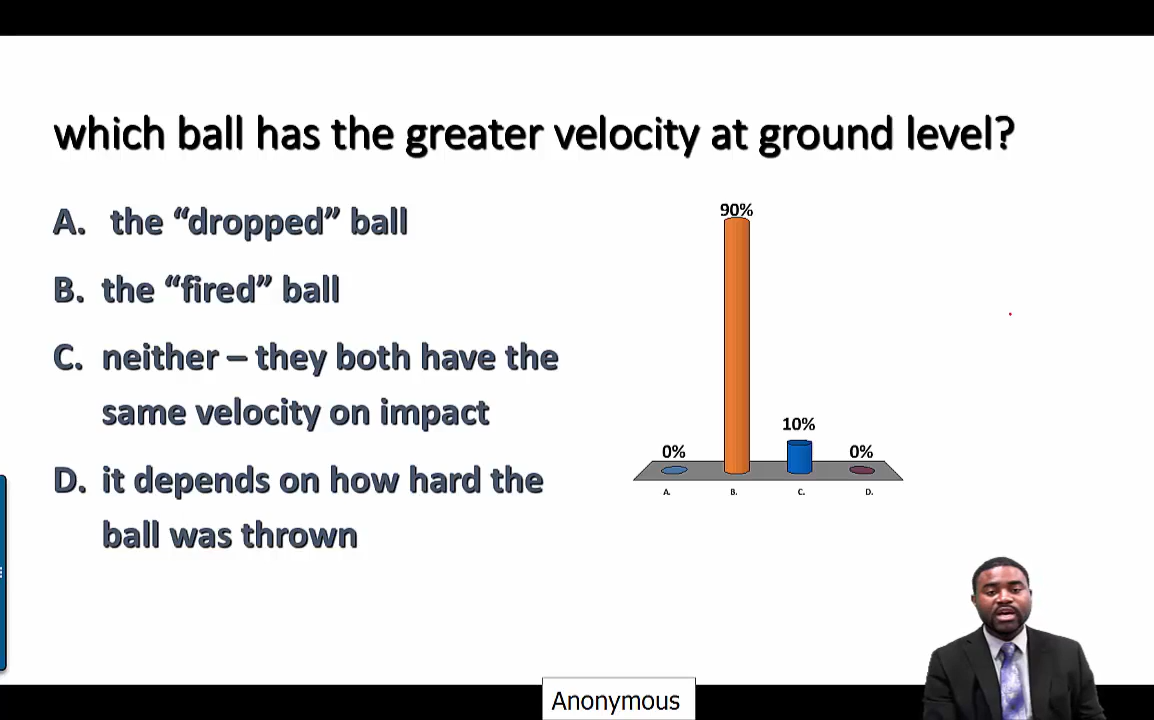 which ball has the greater velocity at ground level?
A. the “dropped” ball
B. the “fired” ball
C. neither – they both have the
same velocity on impact
D. it depends on how hard the
ball was thrown
90%
10%
0%
0%
A.
B.
C.
D.
Anonymous